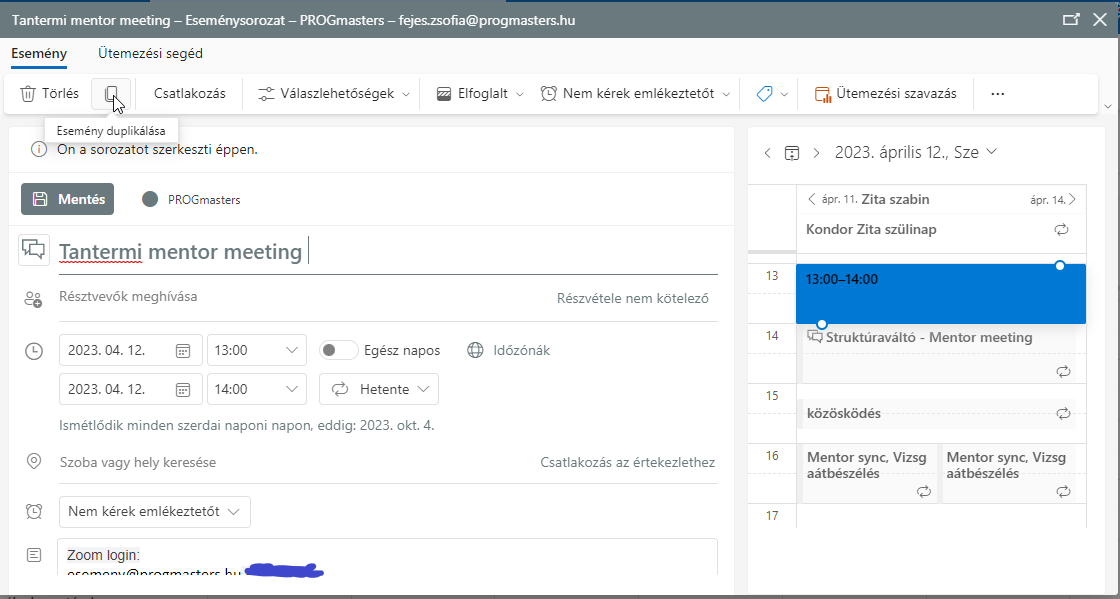 Tantermi mentor meeting – Eseménysorozat – PROGmasters – fejes.zsofia@progmasters.hu
Esemény Ütemezési segéd
Törlés Csatlakozás Válaszlehetőségek Elfoglalt Nem kérek emlékeztetőt Ütemezési szavazás ...
Esemény duplikálása
Ön a sorozatot szerkeszti éppen.
Mentés PROGmasters
Tantermi mentor meeting
Résztvevők meghívása Részvétele nem kötelező
2023. 04. 12. 13:00 Egész napos Időzónák
2023. 04. 12. 14:00 Hetente
Ismétlődik minden szerdai naponi napon, eddig: 2023. okt. 4.
Szoba vagy hely keresése Csatlakozás az értekezlethez
Nem kérek emlékeztetőt
Zoom login:
esemeny@progmasters.hu
2023. április 12., Sze
ápr. 11. Zita szabin ápr. 14.
Kondor Zita szülinap
13 13:00–14:00
14 Struktúraváltó - Mentor meeting
15
közösködés
16 Mentor sync, Vizsg Mentor sync, Vizsg
aátbeszélés aátbeszélés
17